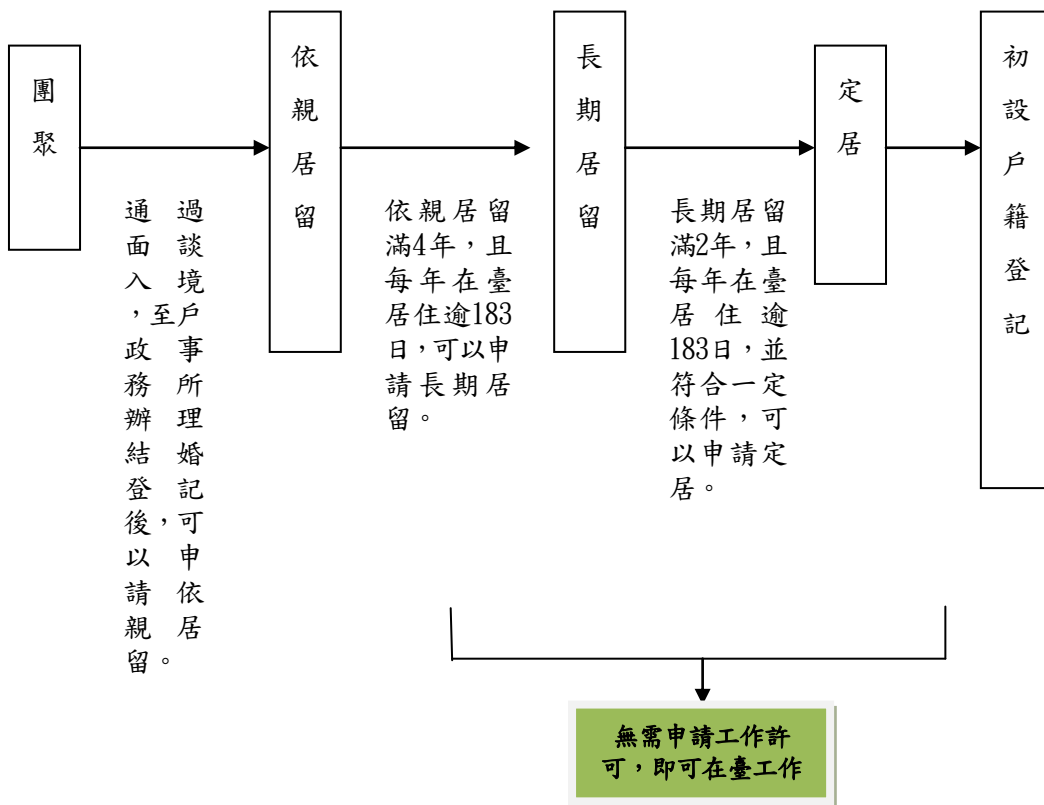 團
聚
依
親
居
留
長
期
居
留
定
居
初
設
戶
籍
登
記
通過
面談
入境
,至戶
政事
務所
辦理
結婚
登記
後,可
以申
請依
親居
留。
依親居留
滿4年,且
每年在臺
居住逾183
日,可以申
請長期居
留。
長期居留
滿2年,且
每年在臺
居住逾
183日,並
符合一定
條件,可
以申請定
居。
無需申請工作許
可,即可在臺工作